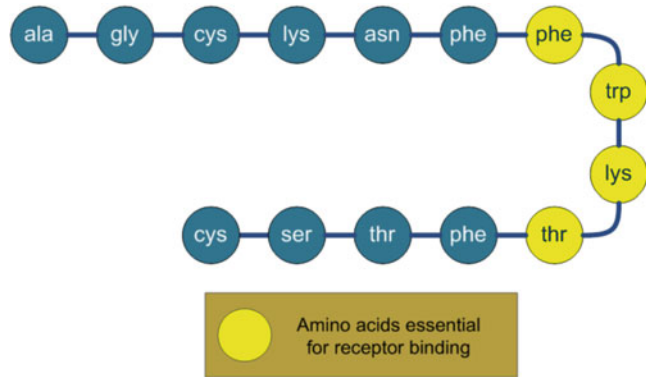 ala gly cys lys asn phe phe
trp
lys
cys ser thr phe thr
Amino acids essential
for receptor binding